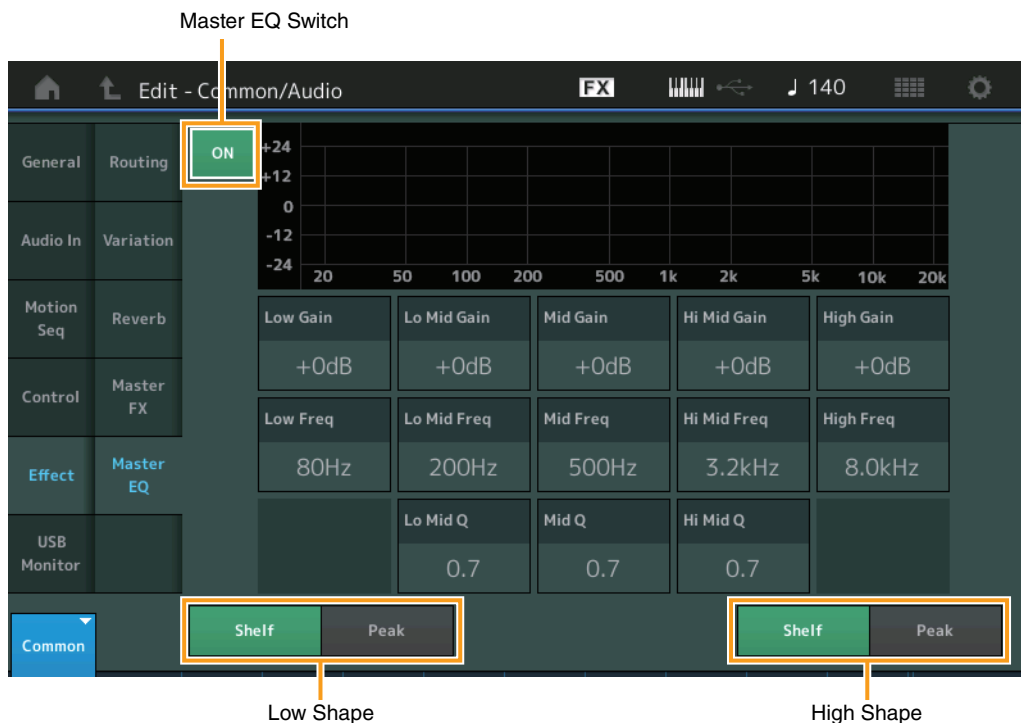 Master EQ Switch
Edit - Common/Audio FX 140
General Routing ON
Audio In Variation
Motion Seq Reverb
Control Master FX
Effect Master EQ
USB Monitor
Common
+24
+12
0
-12
-24
20 50 100 200 500 1k 2k 5k 10k 20k
Low Gain Lo Mid Gain Mid Gain Hi Mid Gain High Gain
+0dB +0dB +0dB +0dB +0dB
Low Freq Lo Mid Freq Mid Freq Hi Mid Freq High Freq
80Hz 200Hz 500Hz 3.2kHz 8.0kHz
Lo Mid Q Mid Q Hi Mid Q
0.7 0.7 0.7
Shelf Peak Shelf Peak
Low Shape High Shape